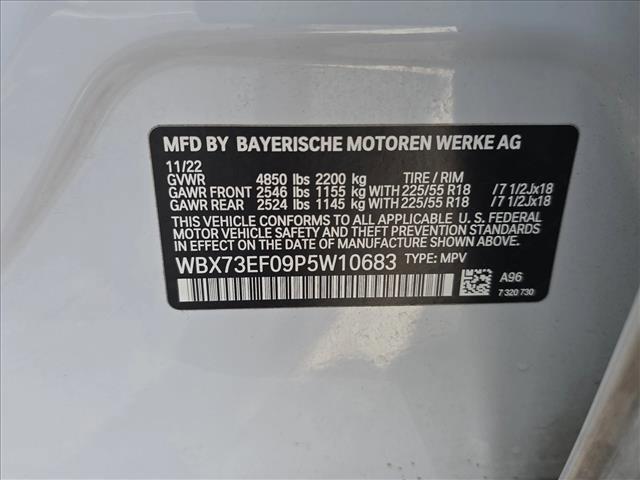 MFD BY BAYERISCHE MOTOREN WERKE AG
11/22
GVWR 4850 lbs 2200 kg TIRE / RIM
GAWR FRONT 2546 lbs 1155 kg WITH 225/55 R18 /7 1/2Jx18
GAWR REAR 2524 lbs 1145 kg WITH 225/55 R18 /7 1/2Jx18
THIS VEHICLE CONFORMS TO ALL APPLICABLE U. S. FEDERAL
MOTOR VEHICLE SAFETY AND THEFT PREVENTION STANDARDS
IN EFFECT ON THE DATE OF MANUFACTURE SHOWN ABOVE.
WBX73EF09P5W10683 TYPE: MPV
A96
7 320 730